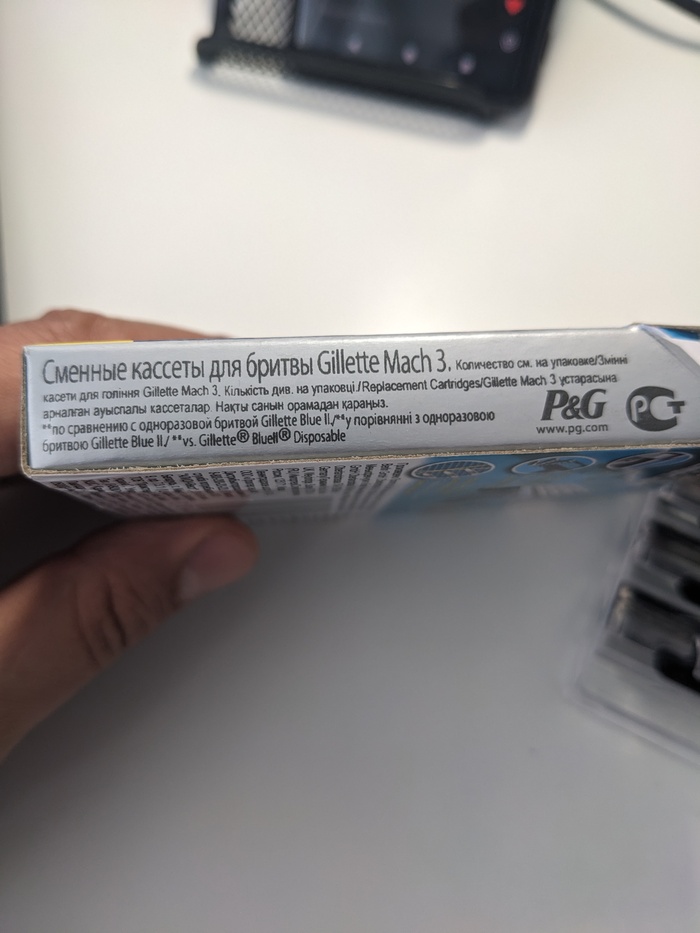 Сменные кассеты для бритвы Gillette Mach 3. Количество см. на упаковке/Змінні
касети для гоління Gillette Mach 3. Кількість див. на упаковці./Replacement Cartridges/Gillette Mach 3 ұстарасына
арналған ауыспалы кассеталар. Нақты санын орамадан қараңыз.
**по сравнению с одноразовой бритвой Gillette Blue II./**у порівнянні з одноразовою
бритвою Gillette Blue II./ **vs. Gillette® BlueII® Disposable
P&G
www.pg.com
РСТ